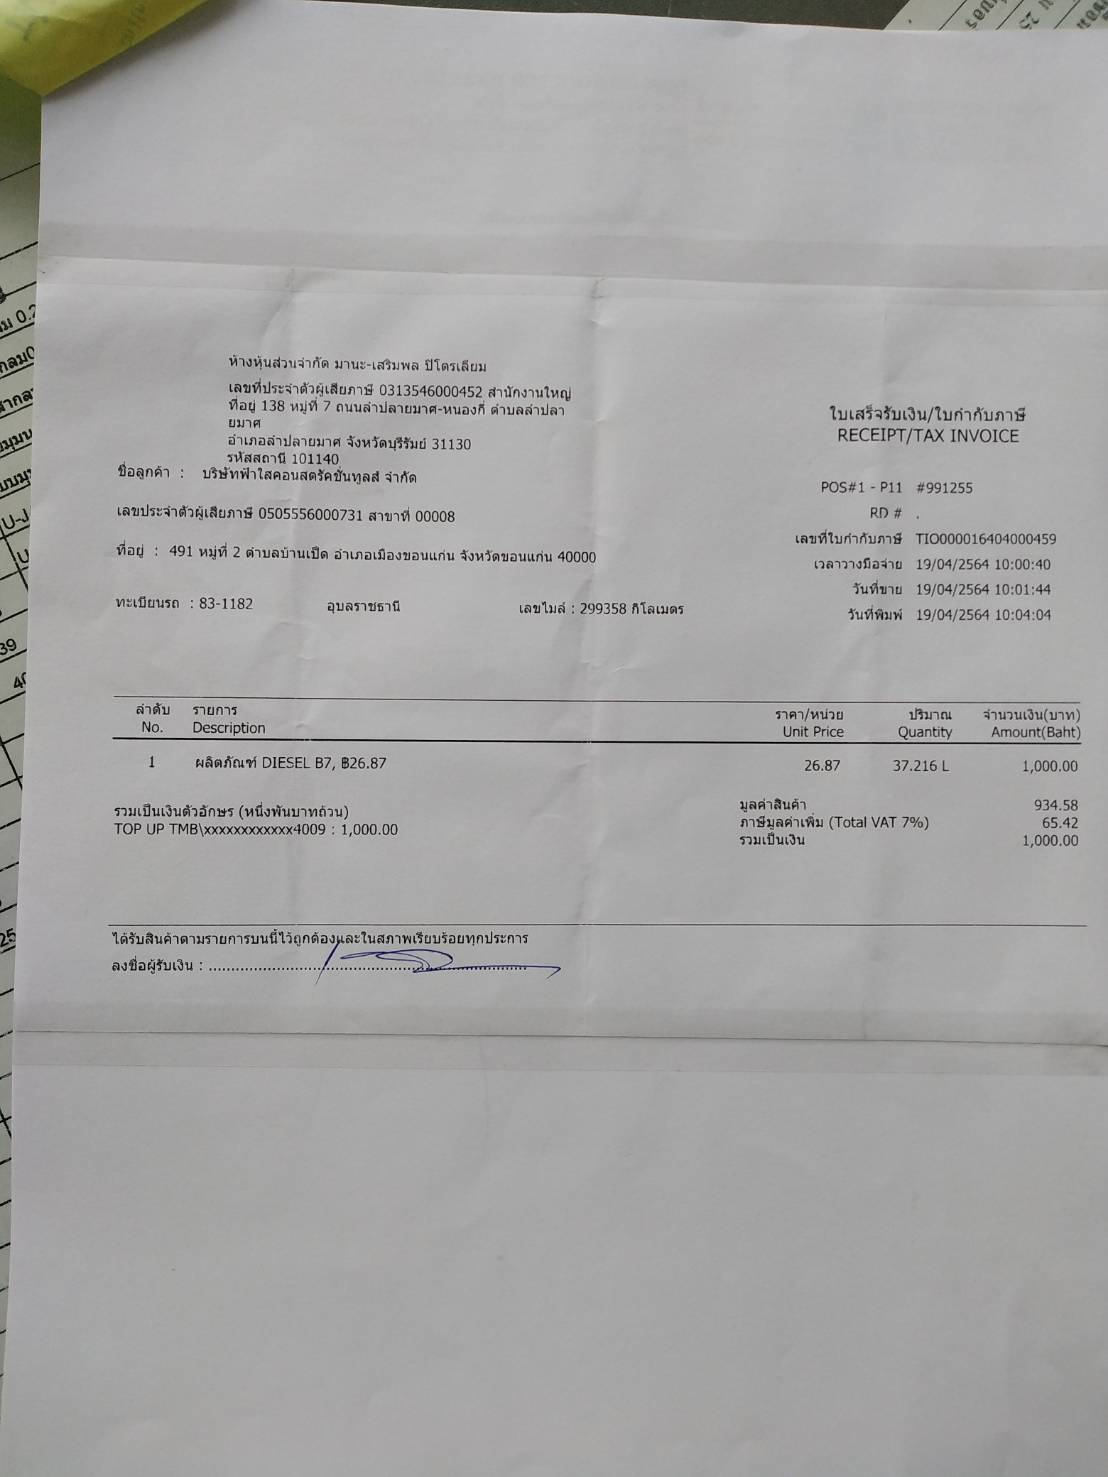 ห้างหุ้นส่วนจำกัด มานะ-เสริมพล ปิโตรเลียม
เลขที่ประจำตัวผู้เสียภาษี 0313546000452 สำนักงานใหญ่
ที่อยู่ 138 หมู่ที่ 7 ถนนลำปลายมาศ-หนองกี่ ตำบลลำปลา
ยมาศ
อำเภอลำปลายมาศ จังหวัดบุรีรัมย์ 31130
รหัสสถานี 101140
ใบเสร็จรับเงิน/ใบกำกับภาษี
RECEIPT/TAX INVOICE
ชื่อลูกค้า : บริษัทฟ้าใสคอนสตรัคชั่นทูลส์ จำกัด
เลขประจำตัวผู้เสียภาษี 0505556000731 สาขาที่ 00008
ที่อยู่ : 491 หมู่ที่ 2 ตำบลบ้านเป็ด อำเภอเมืองขอนแก่น จังหวัดขอนแก่น 40000
ทะเบียนรถ : 83-1182 อุบลราชธานี เลขไมล์ : 299358 กิโลเมตร
POS#1 - P11 #991255
RD # .
เลขที่ใบกำกับภาษี TIO000016404000459
เวลาวางมือจ่าย 19/04/2564 10:00:40
วันที่ขาย 19/04/2564 10:01:44
วันที่พิมพ์ 19/04/2564 10:04:04
ลำดับ รายการ ราคา/หน่วย ปริมาณ จำนวนเงิน(บาท)
No. Description Unit Price Quantity Amount(Baht)
1 ผลิตภัณฑ์ DIESEL B7, ฿26.87 26.87 37.216 L 1,000.00
รวมเป็นเงินตัวอักษร (หนึ่งพันบาทถ้วน)
TOP UP TMB\xxxxxxxxxxxx4009 : 1,000.00
มูลค่าสินค้า 934.58
ภาษีมูลค่าเพิ่ม (Total VAT 7%) 65.42
รวมเป็นเงิน 1,000.00
ได้รับสินค้าตามรายการบนนี้ไว้ถูกต้องและในสภาพเรียบร้อยทุกประการ
ลงชื่อผู้รับเงิน : ..........................................................................